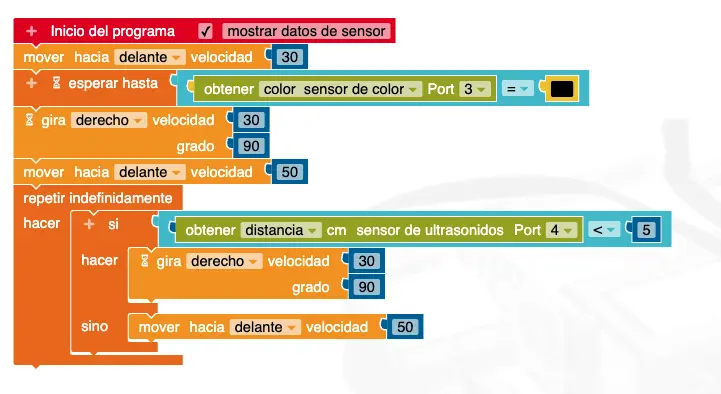 + Inicio del programa ✓ mostrar datos de sensor
mover hacia delante velocidad 30
+ esperar hasta obtener color sensor de color Port 3 =
gira derecho velocidad 30
grado 90
mover hacia delante velocidad 50
repetir indefinidamente
hacer + si obtener distancia cm sensor de ultrasonidos Port 4 < 5
hacer gira derecho velocidad 30
grado 90
sino mover hacia delante velocidad 50